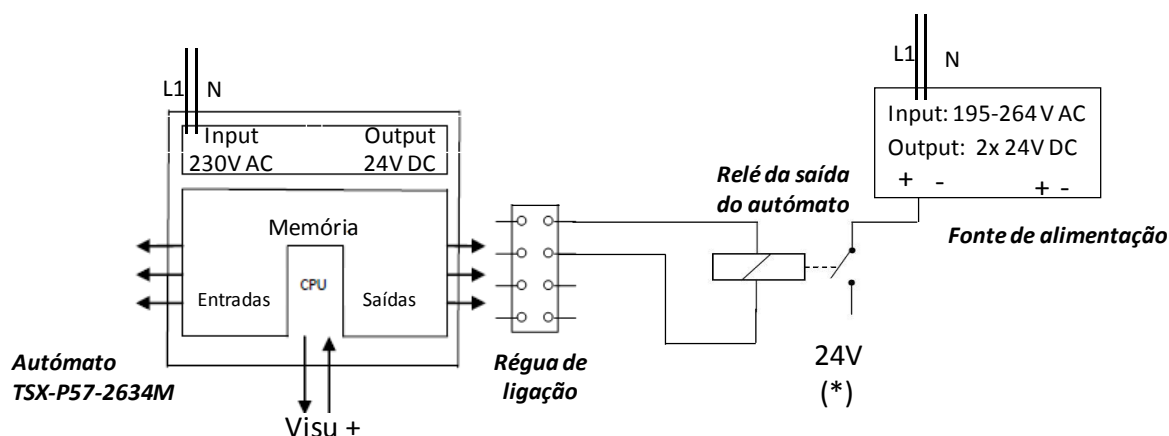 L1 N
Input Output
230V AC 24V DC
Memória
CPU
Entradas Saídas
Autómato
TSX-P57-2634M
Visu +
Régua de
ligação
Relé da saída
do autómato
24V
(*)
L1 N
Input: 195-264V AC
Output: 2x 24V DC
+ - + -
Fonte de alimentação